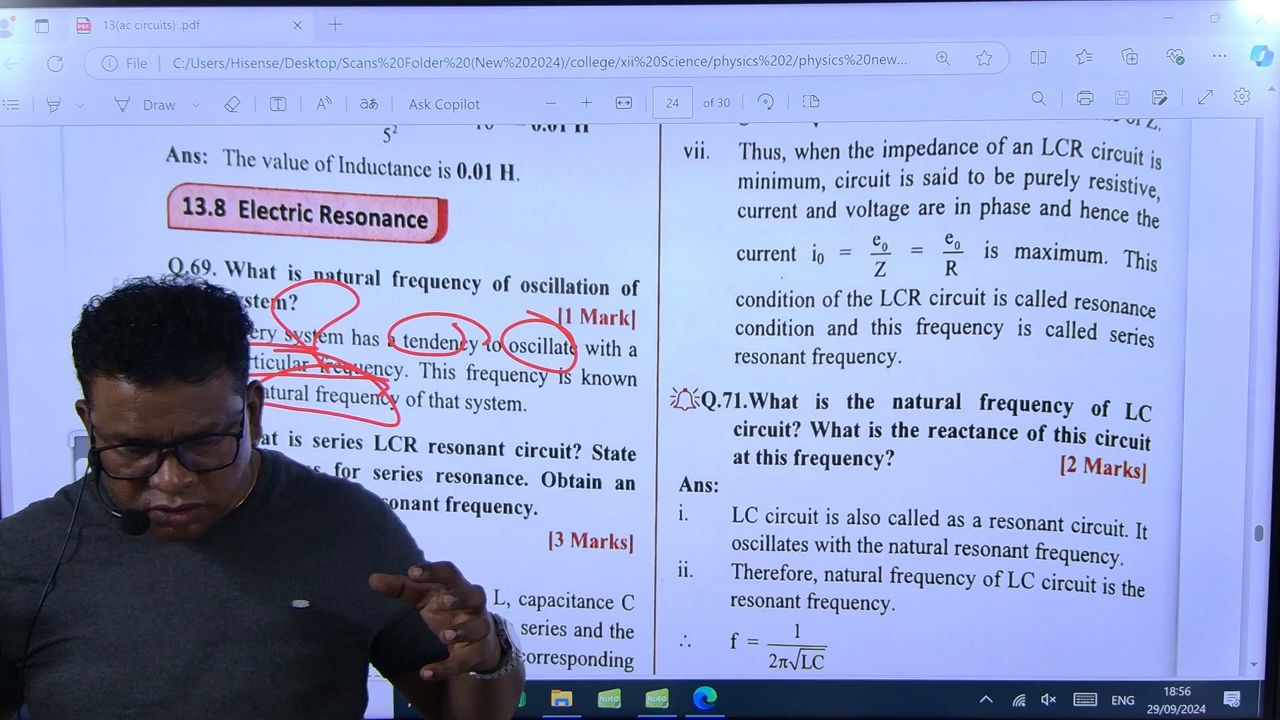 13(ac circuits) .pdf
File
C:/Users/Hisense/Desktop/Scans%20Folder%20(New%202024)/college/xii%20Science/physics%202/physics%20new...
Draw
Ask Copilot
24 of 30
5²
0.01 H
Ans: The value of Inductance is 0.01 H.
13.8 Electric Resonance
Q.69. What is natural frequency of oscillation of
stem?
[1 Mark]
ery system has a tendency to oscillate with a
rticular frequency. This frequency is known
atural frequency of that system.
at is series LCR resonant circuit? State
for series resonance. Obtain an
onant frequency.
[3 Marks]
L, capacitance C
series and the
corresponding
of Z.
vii. Thus, when the impedance of an LCR circuit is
minimum, circuit is said to be purely resistive,
current and voltage are in phase and hence the
current i₀ = e₀/Z = e₀/R is maximum. This
condition of the LCR circuit is called resonance
condition and this frequency is called series
resonant frequency.
Q.71.What is the natural frequency of LC
circuit? What is the reactance of this circuit
at this frequency?
[2 Marks]
Ans:
i. LC circuit is also called as a resonant circuit. It
oscillates with the natural resonant frequency.
ii. Therefore, natural frequency of LC circuit is the
resonant frequency.
∴ f = 1/2π√LC
Note Note
ENG
18:56
29/09/2024